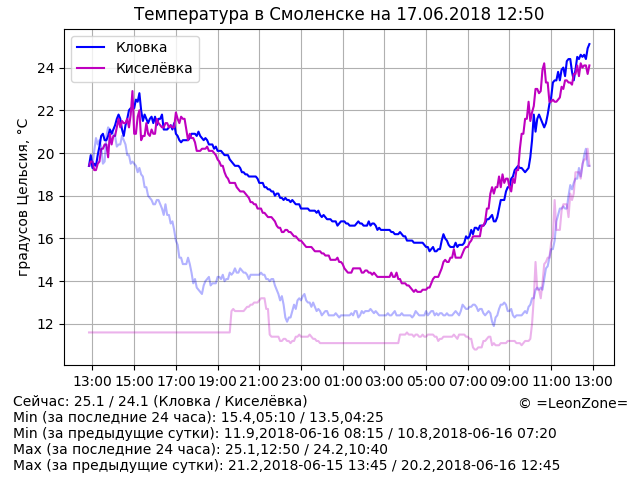 Температура в Смоленске на 17.06.2018 12:50
Кловка
Киселёвка
градусов Цельсия, °C
24
22
20
18
16
14
12
13:00 15:00 17:00 19:00 21:00 23:00 01:00 03:00 05:00 07:00 09:00 11:00 13:00
Сейчас: 25.1 / 24.1 (Кловка / Киселёвка)
© =LeonZone=
Min (за последние 24 часа): 15.4,05:10 / 13.5,04:25
Min (за предыдущие сутки): 11.9,2018-06-16 08:15 / 10.8,2018-06-16 07:20
Max (за последние 24 часа): 25.1,12:50 / 24.2,10:40
Max (за предыдущие сутки): 21.2,2018-06-15 13:45 / 20.2,2018-06-16 12:45